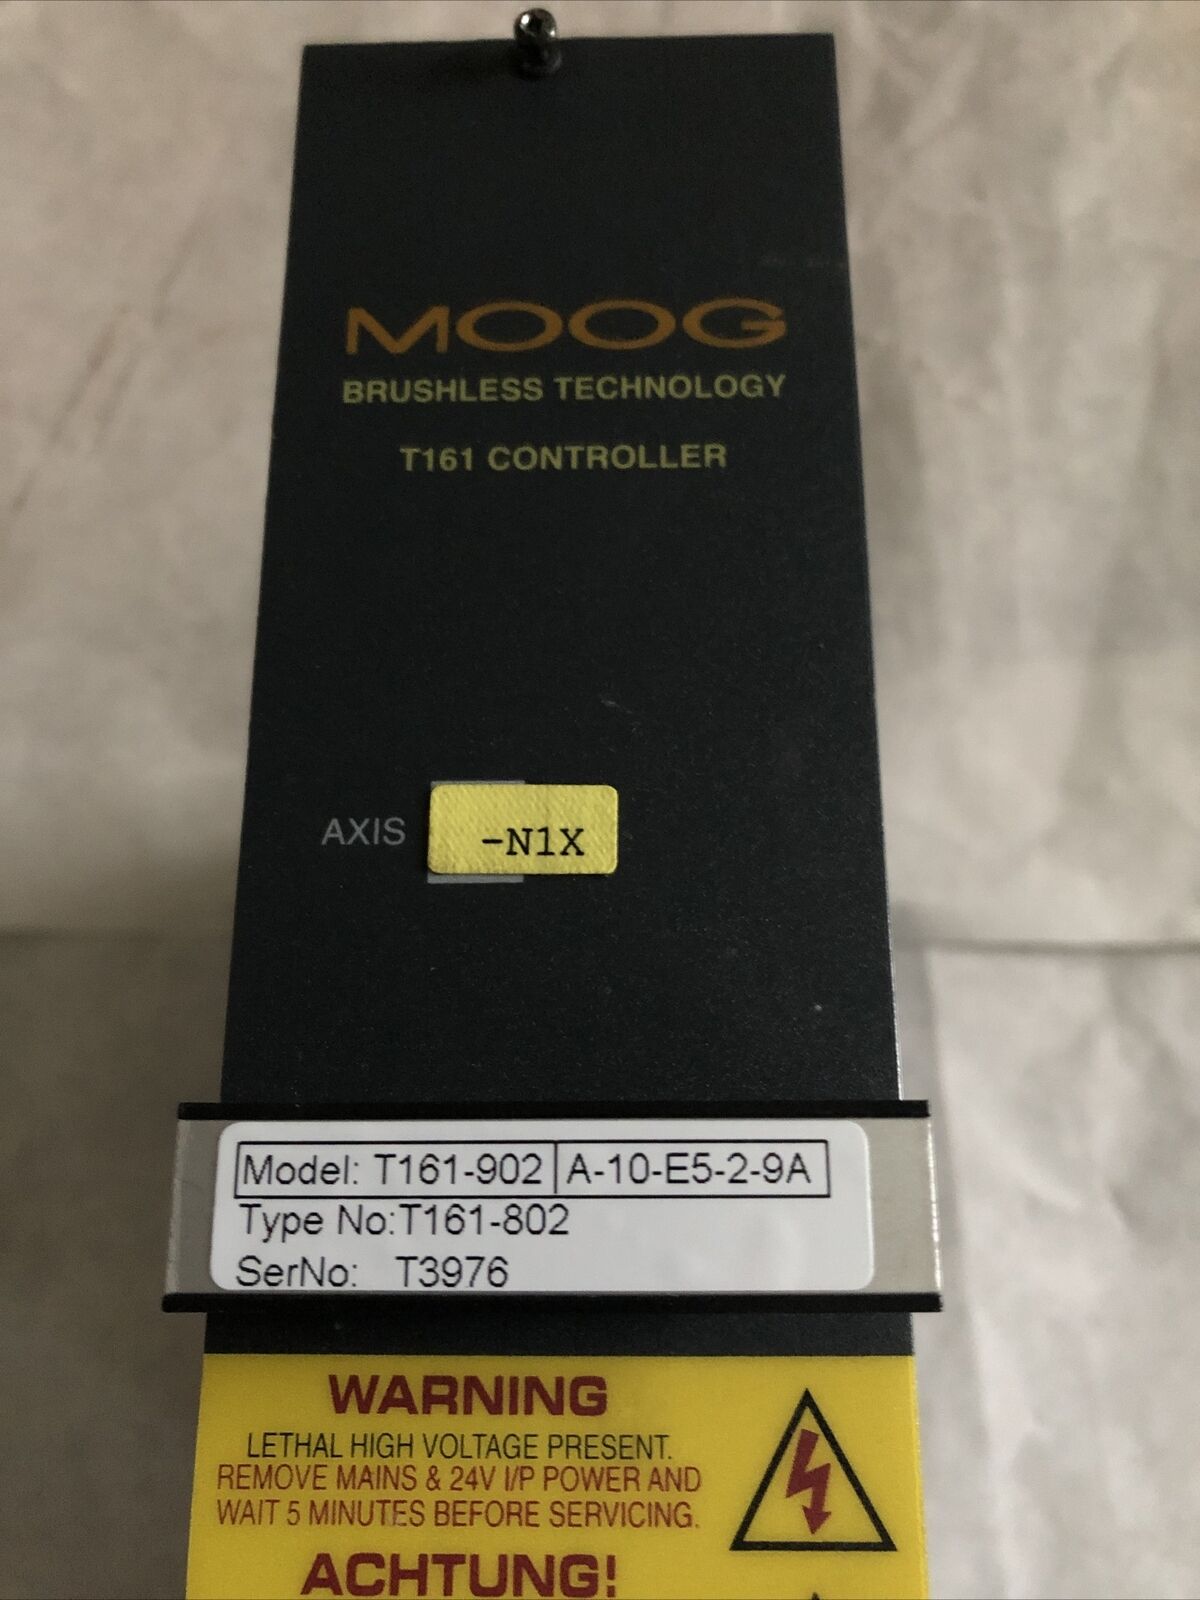 MOOG
BRUSHLESS TECHNOLOGY
T161 CONTROLLER
AXIS -N1X
Model: T161-902 A-10-E5-2-9A
Type No:T161-802
SerNo: T3976
WARNING
LETHAL HIGH VOLTAGE PRESENT.
REMOVE MAINS & 24V I/P POWER AND
WAIT 5 MINUTES BEFORE SERVICING.
ACHTUNG!